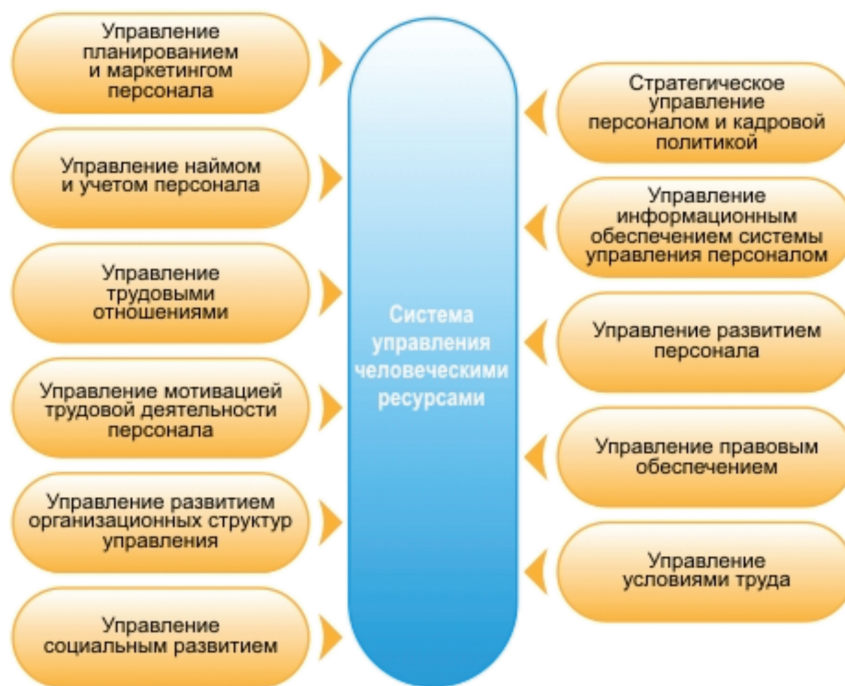 Управление
планированием
и маркетингом
персонала
Управление наймом
и учетом персонала
Управление
трудовыми
отношениями
Управление мотивацией
трудовой деятельности
персонала
Управление развитием
организационных структур
управления
Управление
социальным развитием
Система
управления
человеческими
ресурсами
Стратегическое
управление
персоналом и кадровой
политикой
Управление
информационным
обеспечением системы
управления персоналом
Управление развитием
персонала
Управление правовым
обеспечением
Управление
условиями труда